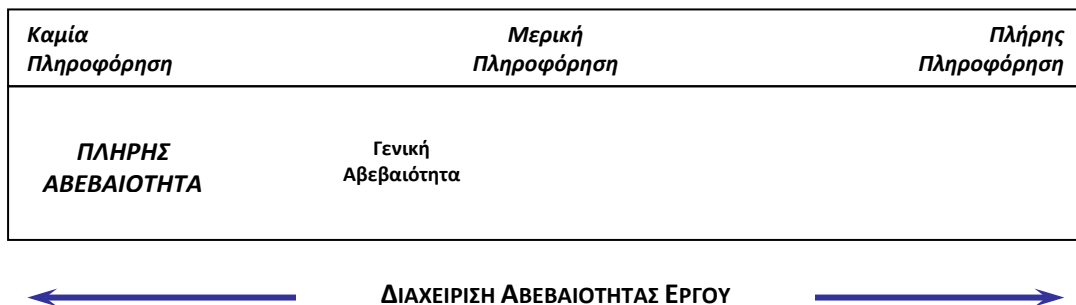 Καμία Μερική Πλήρης
Πληροφόρηση Πληροφόρηση Πληροφόρηση
ΠΛΗΡΗΣ Γενική
ΑΒΕΒΑΙΟΤΗΤΑ Αβεβαιότητα
ΔΙΑΧΕΙΡΙΣΗ ΑΒΕΒΑΙΟΤΗΤΑΣ ΕΡΓΟΥ